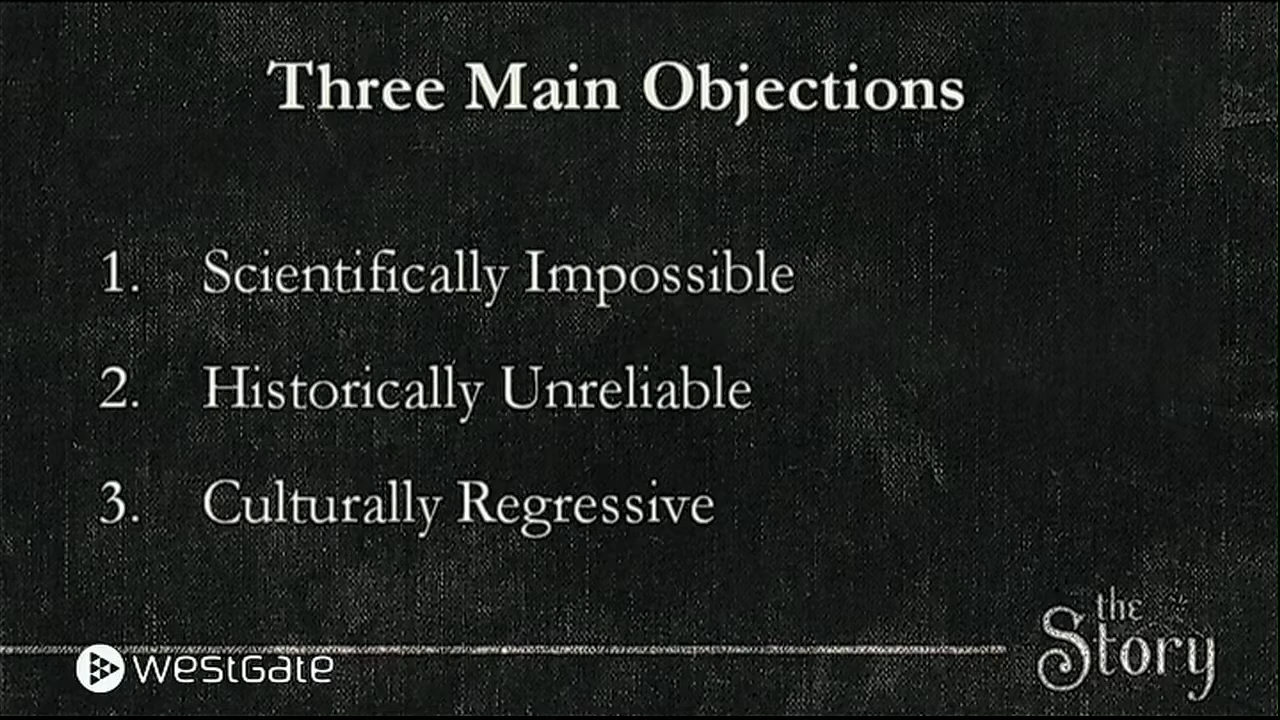 Three Main Objections
1. Scientifically Impossible
2. Historically Unreliable
3. Culturally Regressive
the
Story
westGate